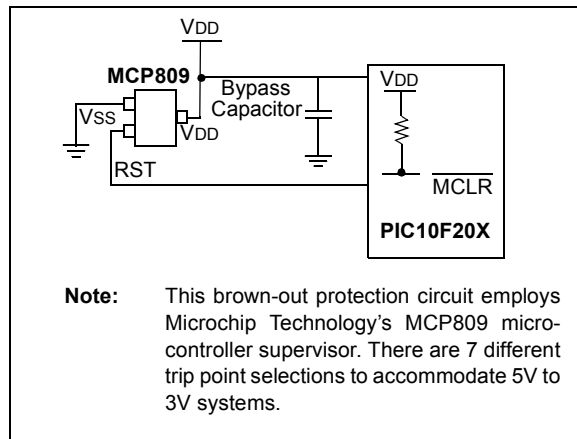 VDD
MCP809
Bypass
Capacitor
VDD
VSS
VDD
RST
MCLR
PIC10F20X
Note: This brown-out protection circuit employs
Microchip Technology's MCP809 micro-
controller supervisor. There are 7 different
trip point selections to accommodate 5V to
3V systems.